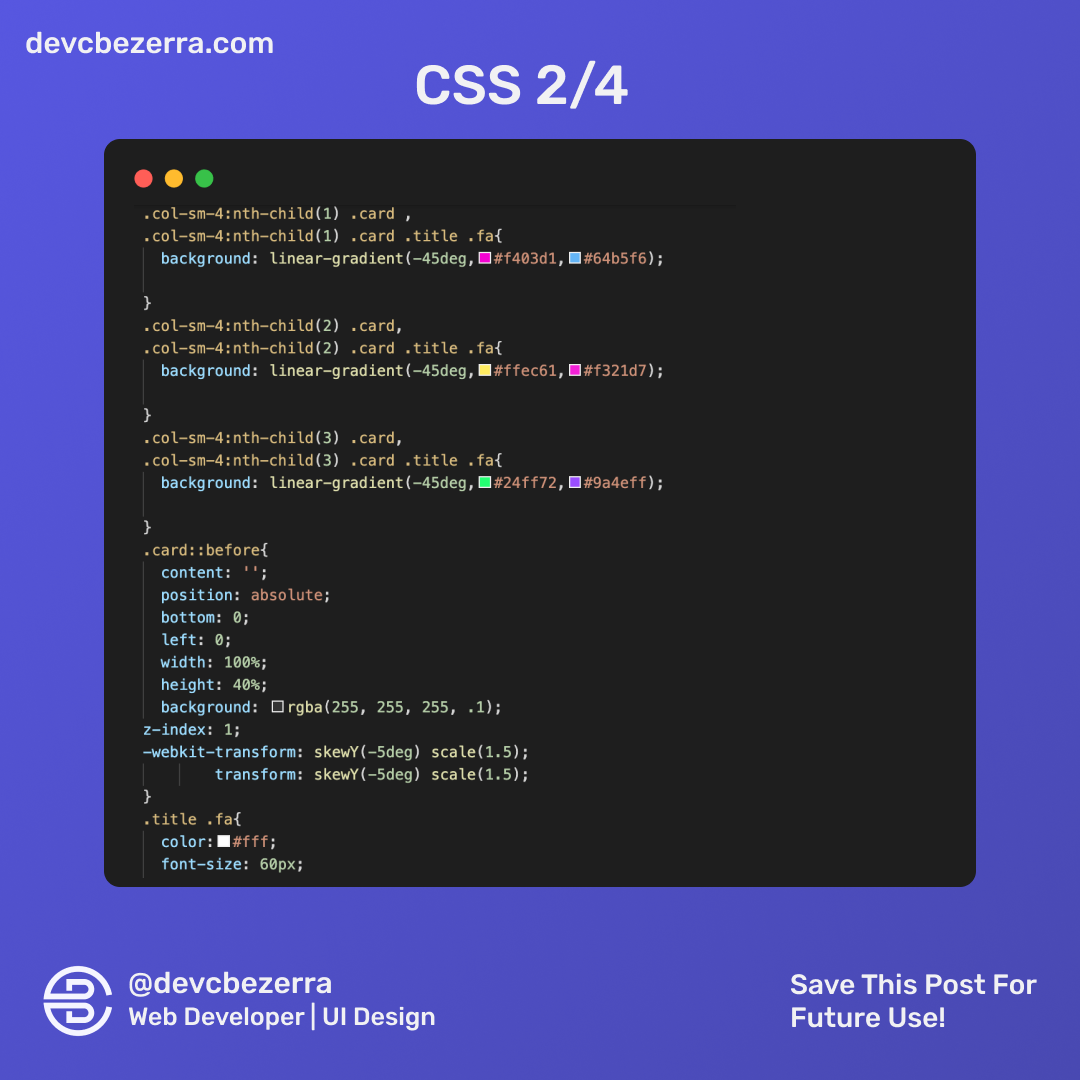 devcbezerra.com
CSS 2/4
.col-sm-4:nth-child(1) .card ,
.col-sm-4:nth-child(1) .card .title .fa{
  background: linear-gradient(-45deg,#f403d1,#64b5f6);
}
.col-sm-4:nth-child(2) .card,
.col-sm-4:nth-child(2) .card .title .fa{
  background: linear-gradient(-45deg,#ffec61,#f321d7);
}
.col-sm-4:nth-child(3) .card,
.col-sm-4:nth-child(3) .card .title .fa{
  background: linear-gradient(-45deg,#24ff72,#9a4eff);
}
.card::before{
  content: '';
  position: absolute;
  bottom: 0;
  left: 0;
  width: 100%;
  height: 40%;
  background: rgba(255, 255, 255, .1);
z-index: 1;
-webkit-transform: skewY(-5deg) scale(1.5);
        transform: skewY(-5deg) scale(1.5);
}
.title .fa{
  color:#fff;
  font-size: 60px;
@devcbezerra
Web Developer | UI Design
Save This Post For
Future Use!